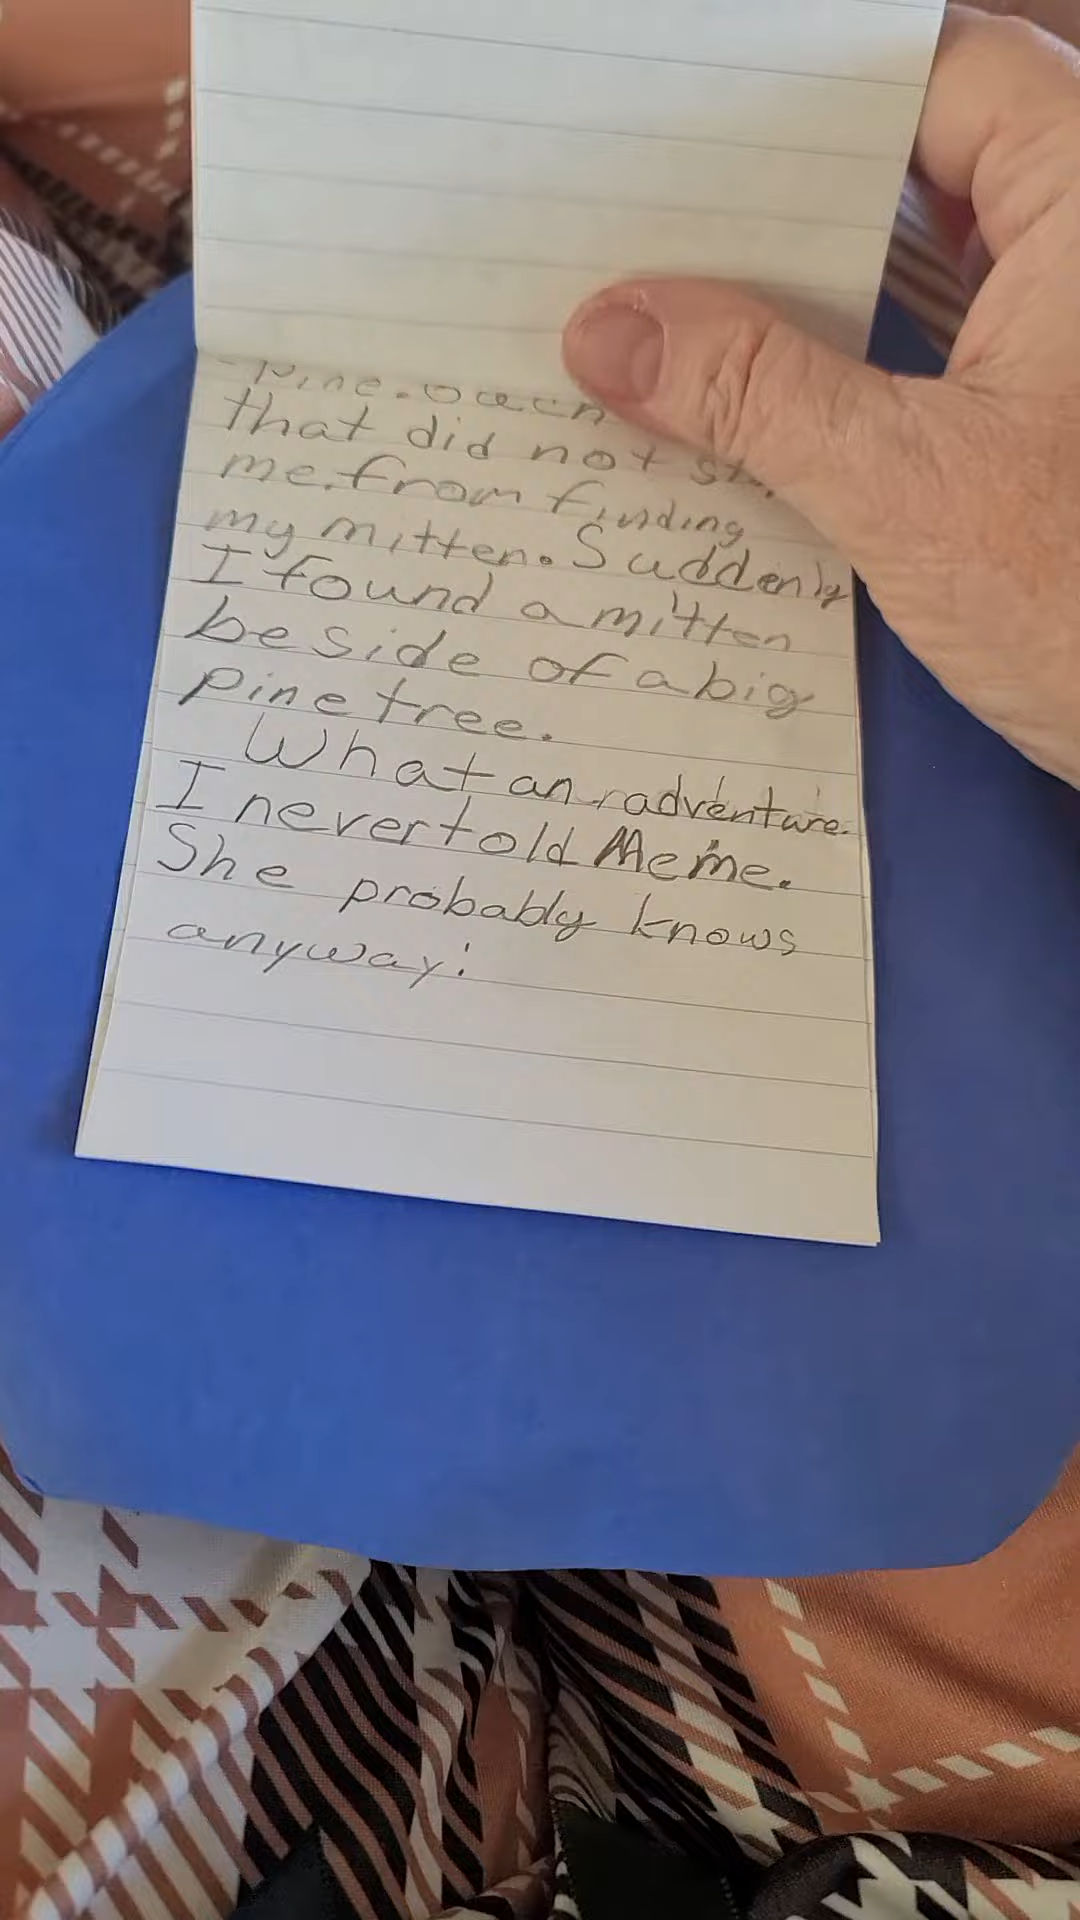 that did not
me. from finding
my mitten. Suddenly
I found a mitten
beside of a big
pine tree.
What an adventure.
I never told Meme.
She probably knows
anyway!